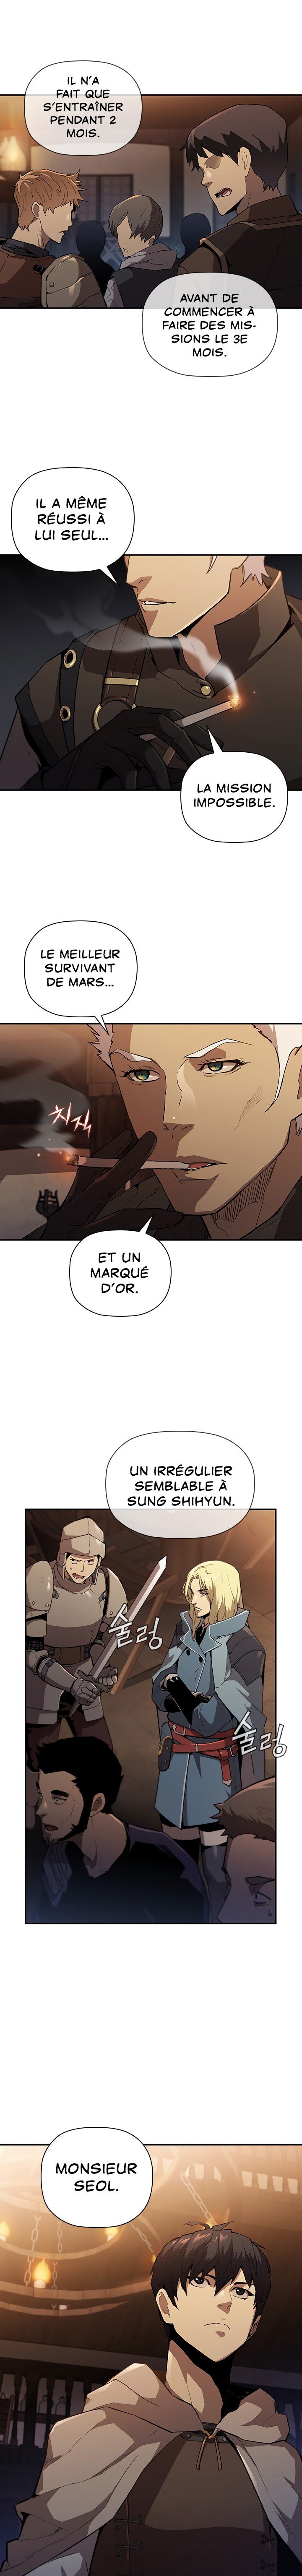 IL N'A
FAIT QUE
S'ENTRAÎNER
PENDANT 2
MOIS.
AVANT DE
COMMENCER À
FAIRE DES MIS-
SIONS LE 3E
MOIS.
IL A MÊME
RÉUSSI À
LUI SEUL...
LA MISSION
IMPOSSIBLE.
LE MEILLEUR
SURVIVANT
DE MARS...
치직
ET UN
MARQUÉ
D'OR.
UN IRRÉGULIER
SEMBLABLE À
SUNG SHIHYUN.
술렁
술렁
MONSIEUR
SEOL.